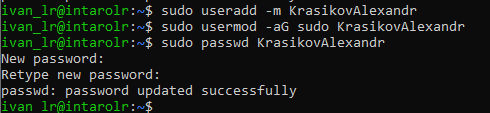 ivan_lr@intarolr:~$ sudo useradd -m KrasikovAlexandr
ivan_lr@intarolr:~$ sudo usermod -aG sudo KrasikovAlexandr
ivan_lr@intarolr:~$ sudo passwd KrasikovAlexandr
New password:
Retype new password:
passwd: password updated successfully
ivan_lr@intarolr:~$